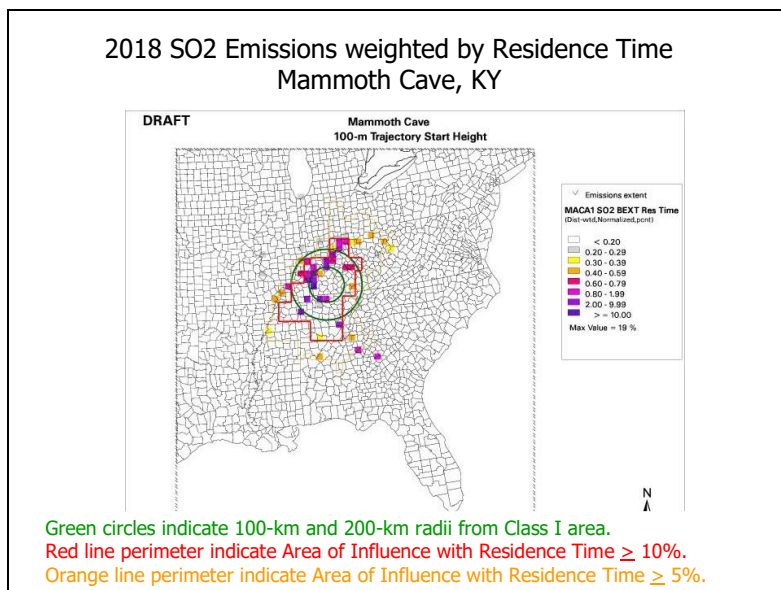 2018 SO2 Emissions weighted by Residence Time
Mammoth Cave, KY
DRAFT
Mammoth Cave
100-m Trajectory Start Height
Emissions extent
MACA1 SO2 BEXT Res Time
(Dist-wtd,Normalized,pcnt)
< 0.20
0.20 - 0.29
0.30 - 0.39
0.40 - 0.59
0.60 - 0.79
0.80 - 1.99
2.00 - 9.99
> = 10.00
Max Value = 19 %
N
Green circles indicate 100-km and 200-km radii from Class I area.
Red line perimeter indicate Area of Influence with Residence Time > 10%.
Orange line perimeter indicate Area of Influence with Residence Time > 5%.